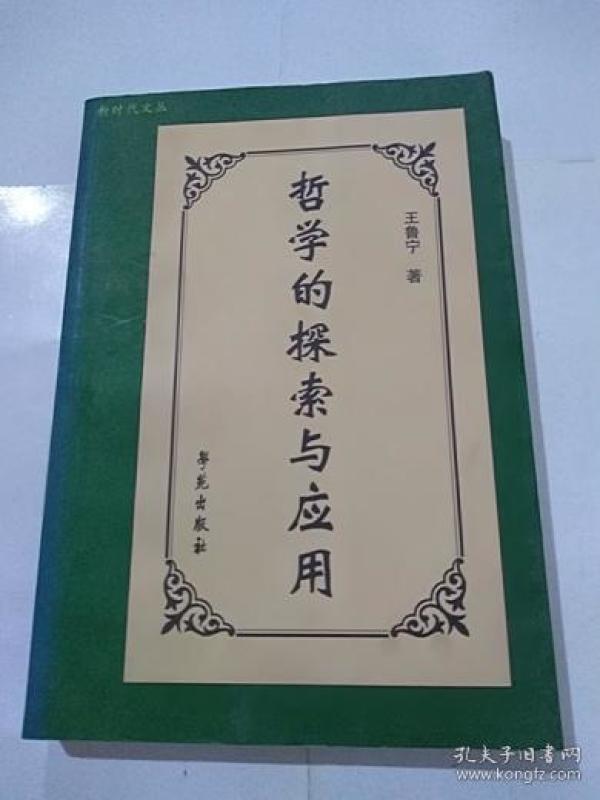 新时代文丛
王鲁宁 著
哲学的探索与应用
學苑出版社
孔夫子旧书网
www.kongfz.com